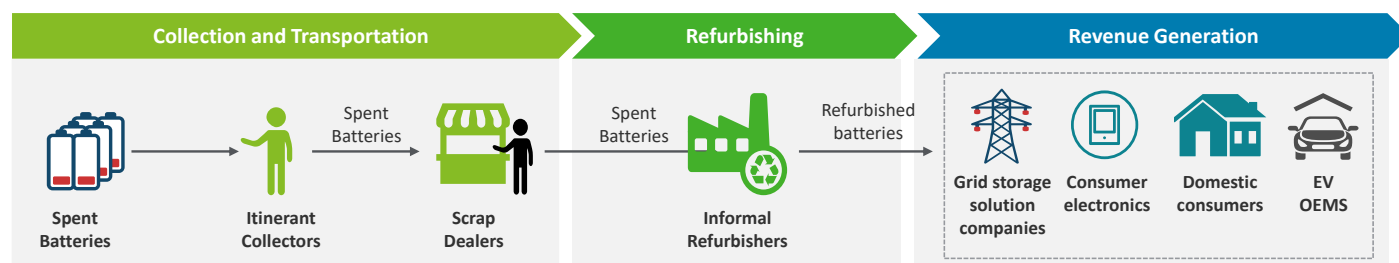 Collection and Transportation
Refurbishing
Revenue Generation
Spent
Batteries
Spent
Batteries
Refurbished
batteries
Spent
Batteries
Itinerant
Collectors
Scrap
Dealers
Informal
Refurbishers
Grid storage
solution
companies
Consumer
electronics
Domestic
consumers
EV
OEMS